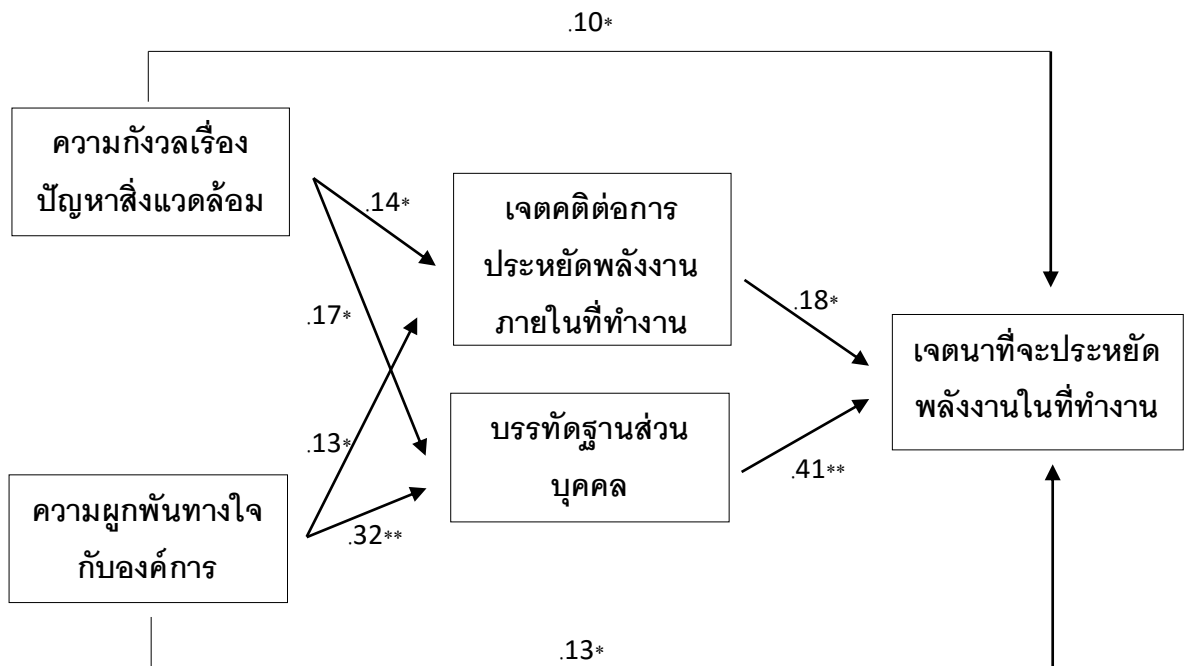 .10*
ความกังวลเรื่อง
ปัญหาสิ่งแวดล้อม
.14*
เจตคติต่อการ
ประหยัดพลังงาน
ภายในที่ทำงาน
.17*
.18*
เจตนาที่จะประหยัด
พลังงานในที่ทำงาน
.13*
บรรทัดฐานส่วน
บุคคล
.41**
ความผูกพันทางใจ
กับองค์การ
.32**
.13*